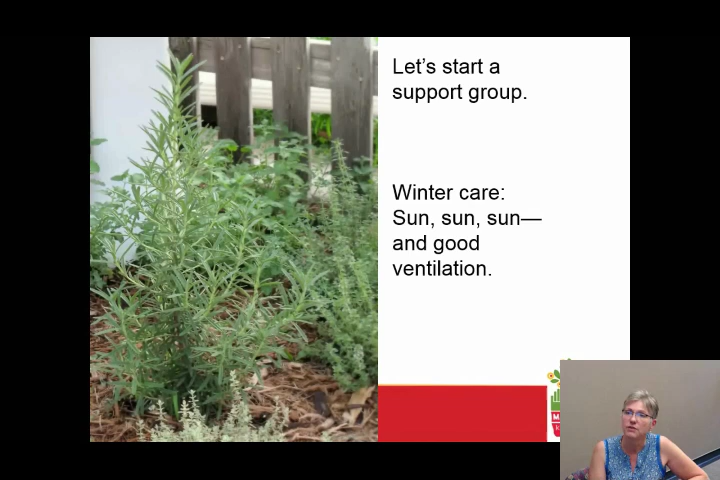 Let's start a
support group.
Winter care:
Sun, sun, sun—
and good
ventilation.